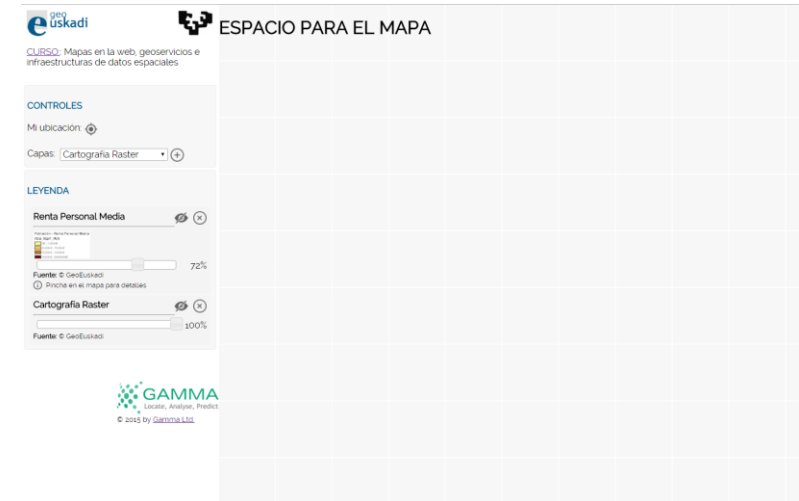 geo
euskadi
ESPACIO PARA EL MAPA
CURSO: Mapas en la web, geoservicios e
infraestructuras de datos espaciales
CONTROLES
Mi ubicación:
Capas: Cartografía Raster
LEYENDA
Renta Personal Media
72%
Fuente: © GeoEuskadi
Pincha en el mapa para detalles
Cartografía Raster
100%
Fuente: © GeoEuskadi
GAMMA
Locate, Analyse, Predict
© 2015 by Gamma Ltd.